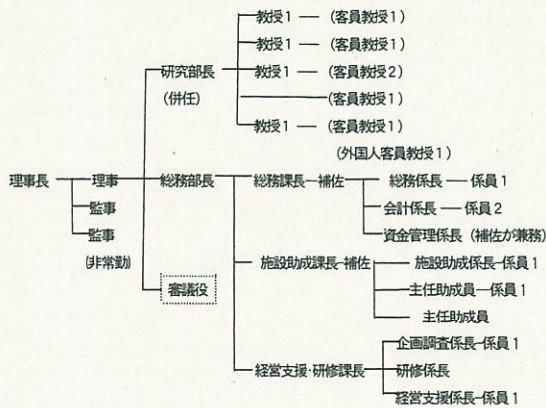 教授1 ― (客員教授1)
教授1 ― (客員教授1)
研究部長 教授1 ― (客員教授2)
(併任) (客員教授1)
教授1 ― (客員教授1)
(外国人客員教授1)
理事長 理事 総務部長 総務課長―補佐 総務係長 ― 係員1
監事 会計係長 ― 係員2
監事 資金管理係長 (補佐が兼務)
(非常勤) 施設助成課長―補佐 施設助成係長―係員1
審議役 主任助成員―係員1
主任助成員
企画調査係長―係員1
経営支援・研修課長 研修係長
経営支援係長―係員1